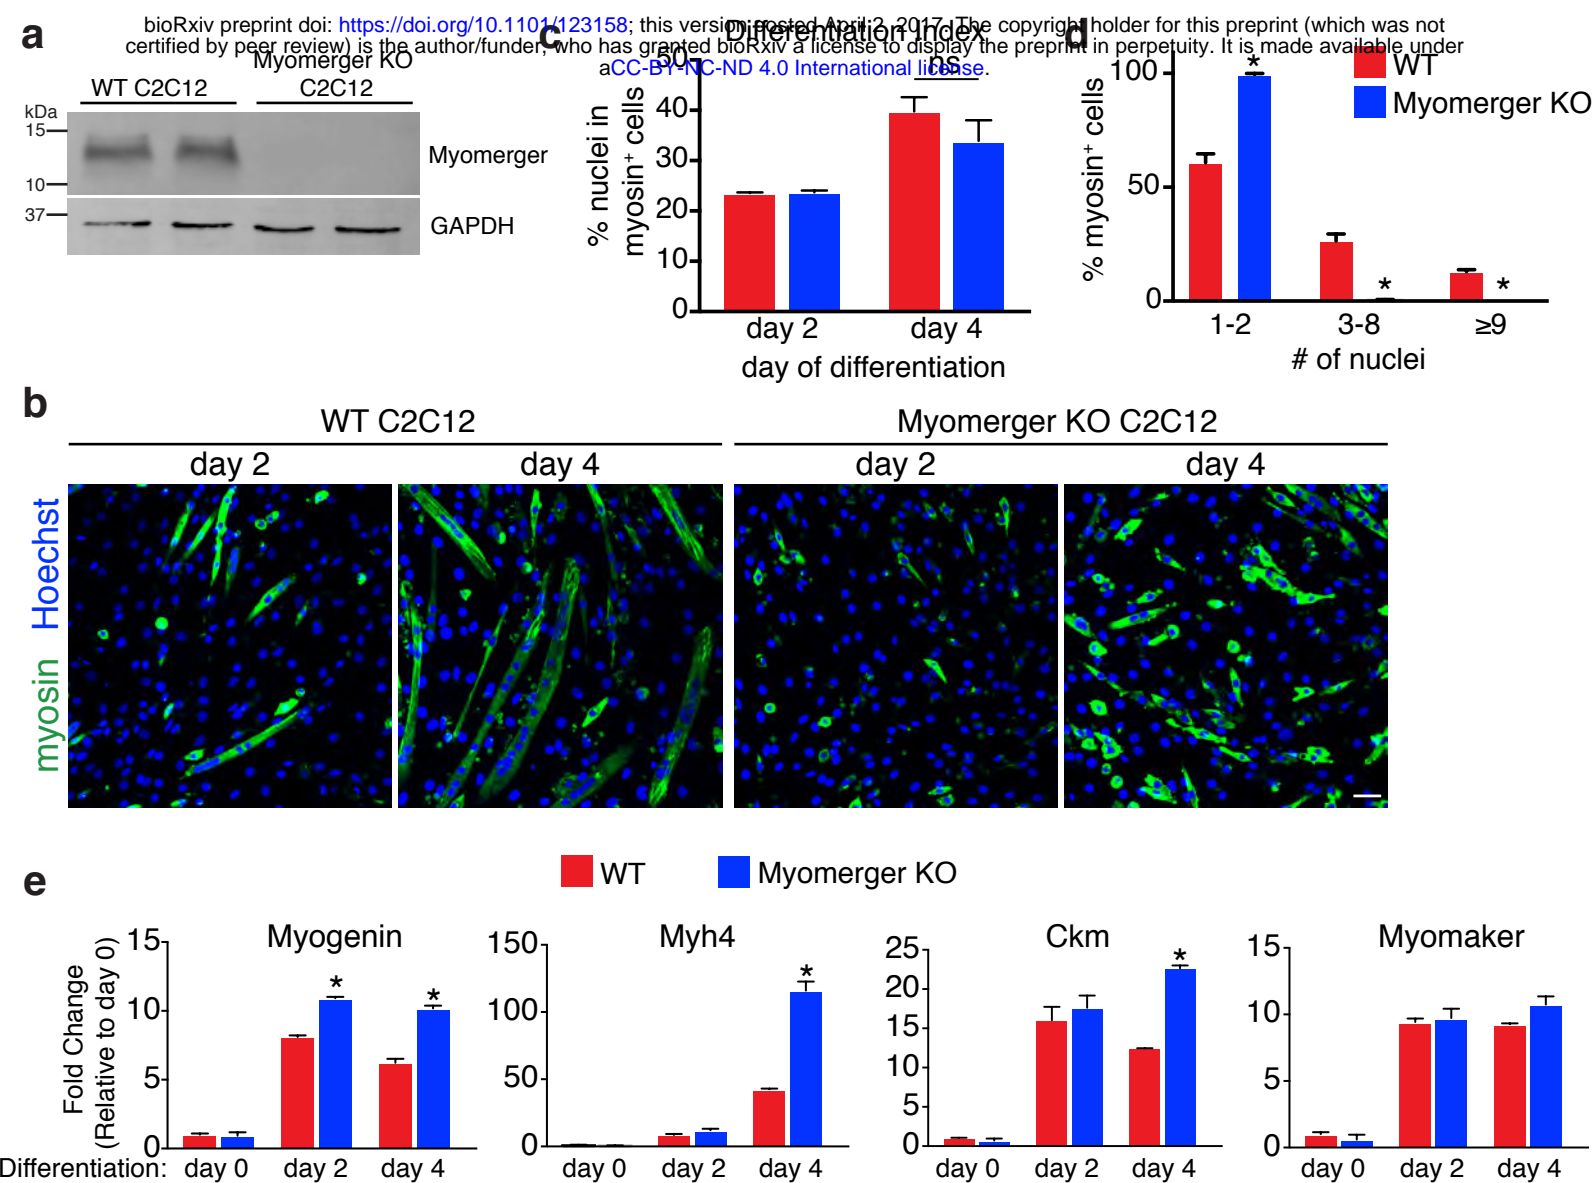 bioRxiv preprint doi: https://doi.org/10.1101/123158; this version posted April 2, 2017. The copyright holder for this preprint (which was not
certified by peer review) is the author/funder, who has granted bioRxiv a license to display the preprint in perpetuity. It is made available under
aCC-BY-NC-ND 4.0 International license.
a
WT C2C12
Myomerger KO
C2C12
kDa
15
10
37
Myomerger
GAPDH
c
Differentiation Index
ns
% nuclei in
myosin+ cells
50
40
30
20
10
0
day 2
day 4
day of differentiation
d
WT
Myomerger KO
% myosin+ cells
100
50
0
*
*
*
1-2
3-8
≥9
# of nuclei
b
WT C2C12
Myomerger KO C2C12
day 2
day 4
day 2
day 4
myosin Hoechst
e
WT
Myomerger KO
Fold Change
(Relative to day 0)
Myogenin
15
10
5
0
*
*
Differentiation:
day 0
day 2
day 4
Myh4
150
100
50
0
*
day 0
day 2
day 4
Ckm
25
20
15
10
5
0
*
day 0
day 2
day 4
Myomaker
15
10
5
0
day 0
day 2
day 4